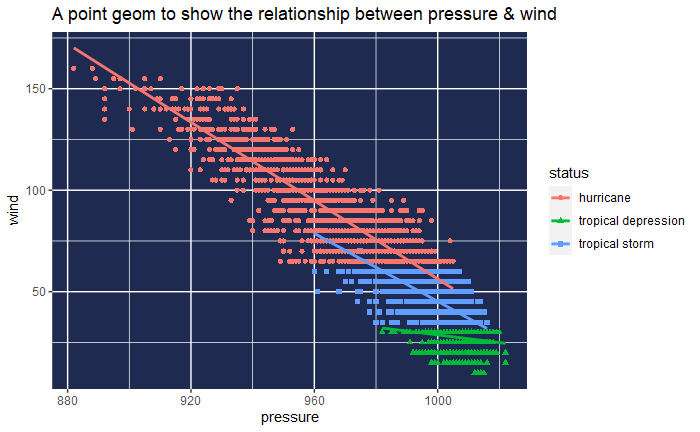 A point geom to show the relationship between pressure & wind
150
100
50
wind
880
920
960
1000
pressure
status
hurricane
tropical depression
tropical storm